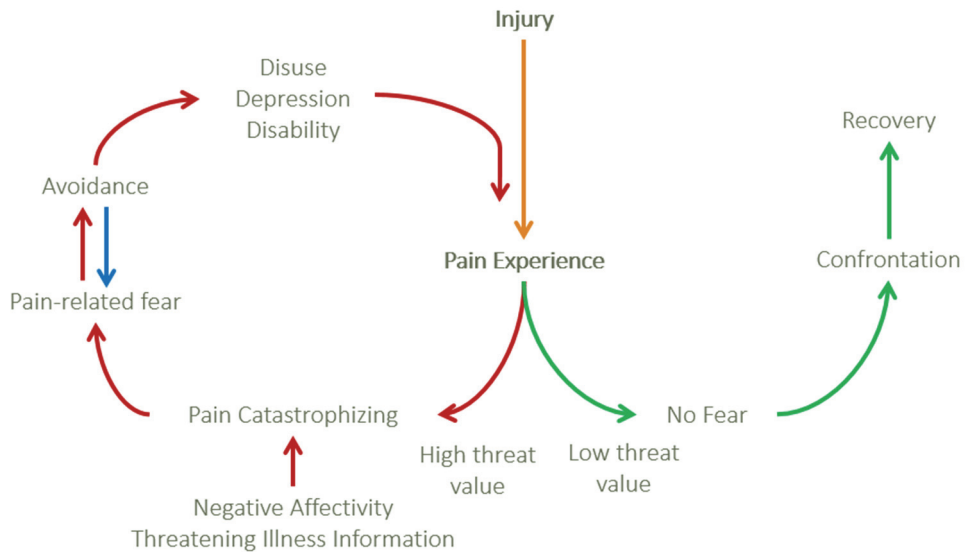 Injury
Disuse
Depression
Disability
Recovery
Avoidance
Pain Experience
Confrontation
Pain-related fear
Pain Catastrophizing
No Fear
High threat
value
Low threat
value
Negative Affectivity
Threatening Illness Information